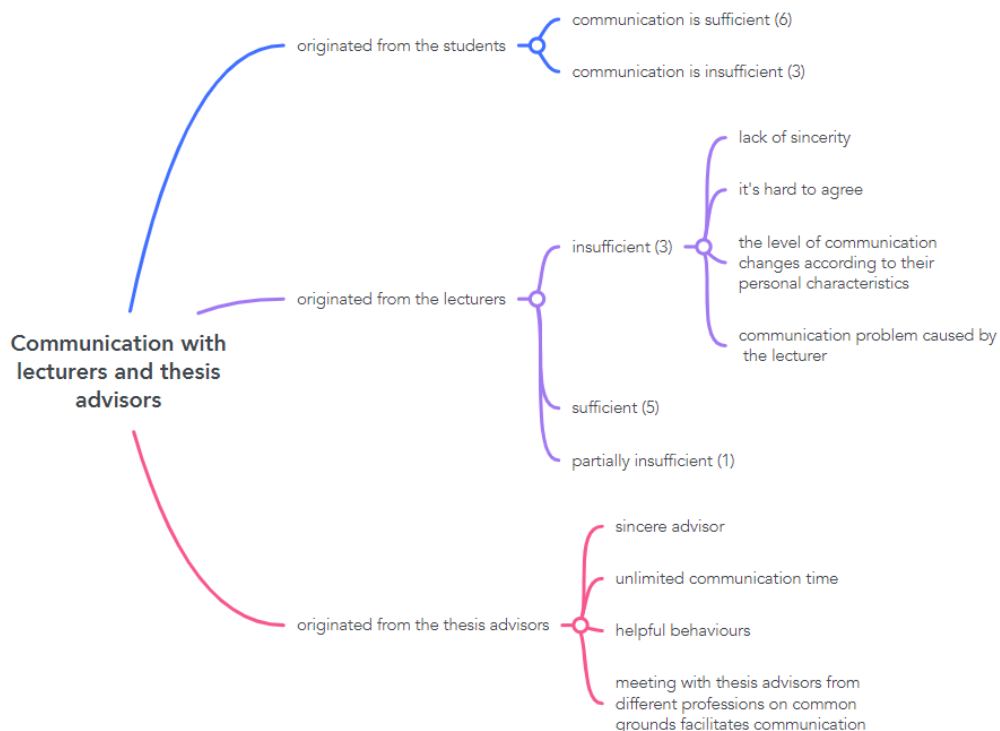 communication is sufficient (6)
originated from the students
communication is insufficient (3)
lack of sincerity
it's hard to agree
insufficient (3)
the level of communication
changes according to their
personal characteristics
originated from the lecturers
communication problem caused by
the lecturer
Communication with
lecturers and thesis
advisors
sufficient (5)
partially insufficient (1)
sincere advisor
unlimited communication time
originated from the thesis advisors
helpful behaviours
meeting with thesis advisors from
different professions on common
grounds facilitates communication